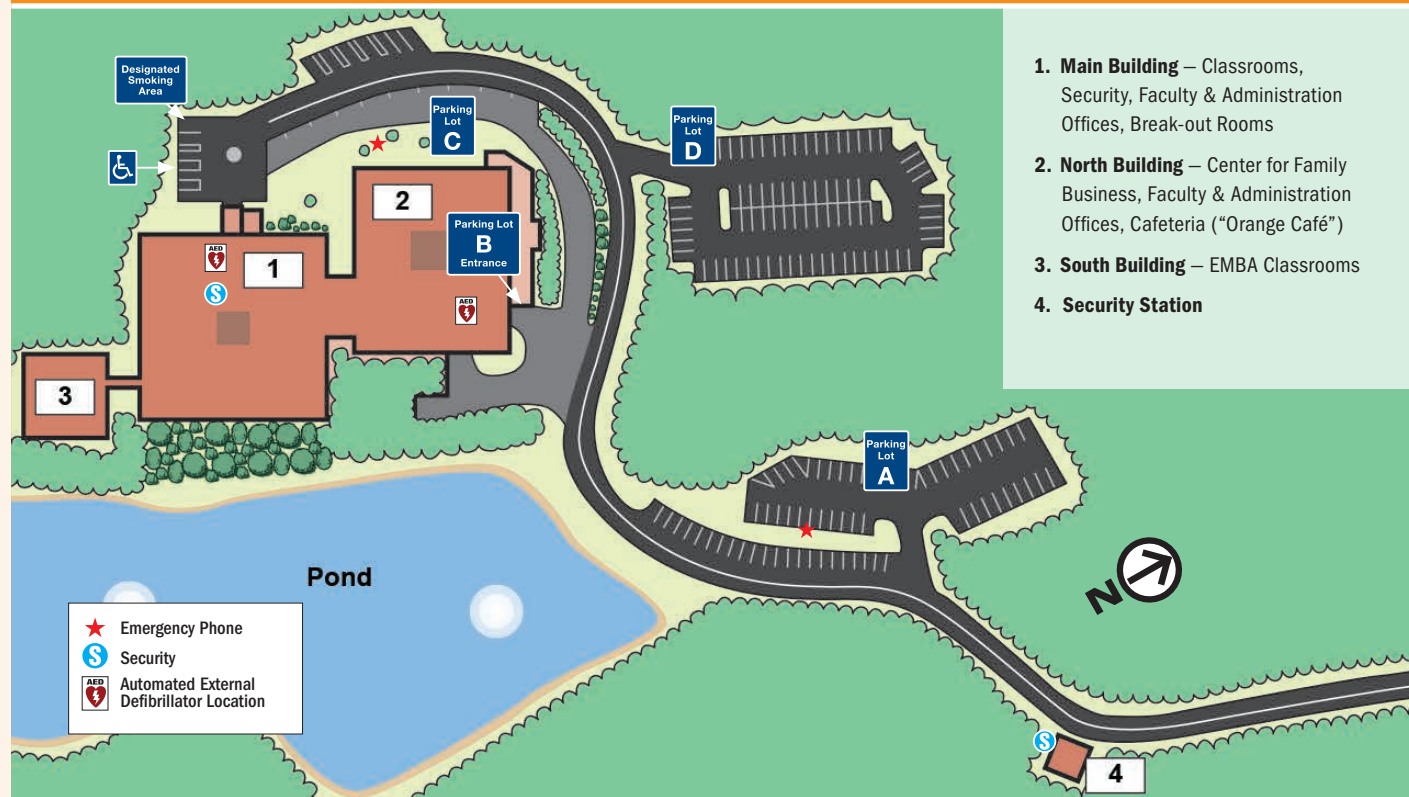 Designated
Smoking
Area
Parking
Lot
C
Parking
Lot
D
2
Parking Lot
B
Entrance
AED
1
S
AED
3
Parking
Lot
A
Pond
N
Emergency Phone
S Security
AED
Automated External
Defibrillator Location
S
4
1. Main Building – Classrooms,
Security, Faculty & Administration
Offices, Break-out Rooms
2. North Building – Center for Family
Business, Faculty & Administration
Offices, Cafeteria (“Orange Café”)
3. South Building – EMBA Classrooms
4. Security Station